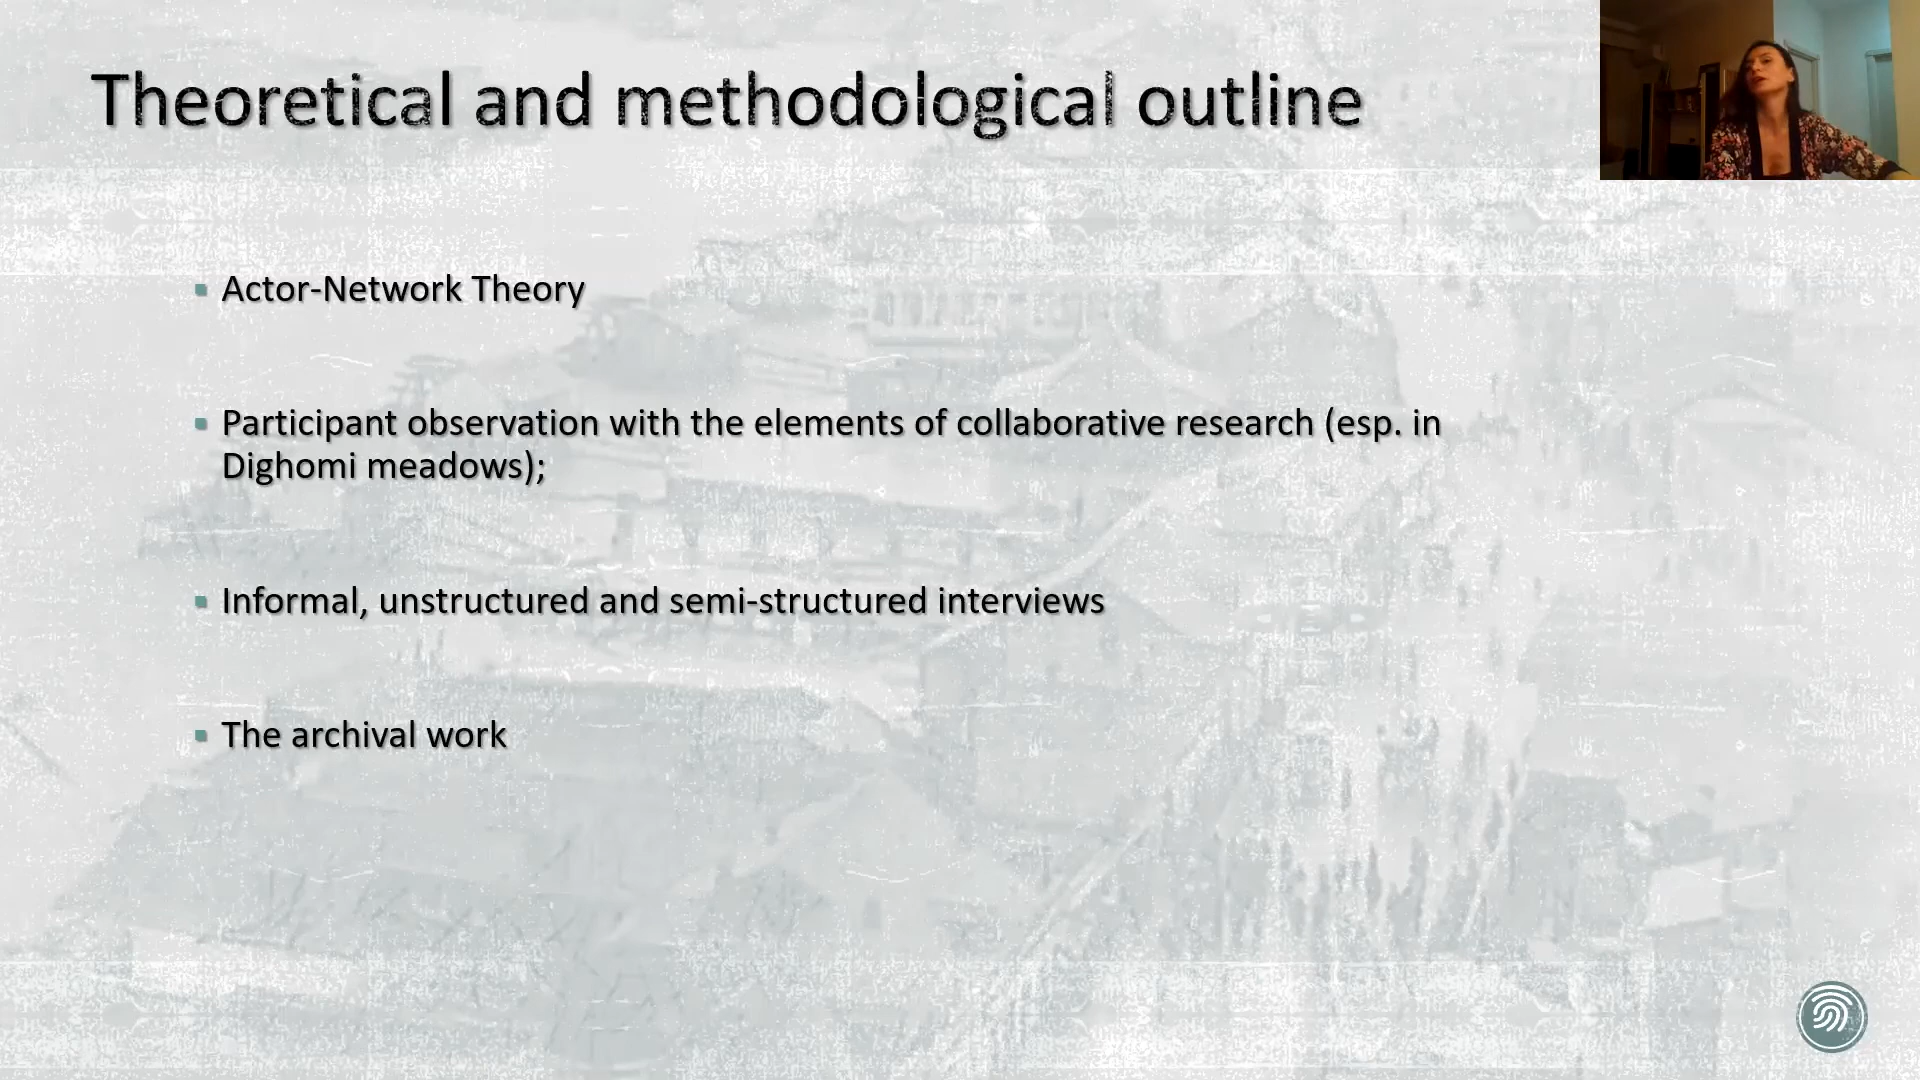 Theoretical and methodological outline
Actor-Network Theory
Participant observation with the elements of collaborative research (esp. in
Dighomi meadows);
Informal, unstructured and semi-structured interviews
The archival work